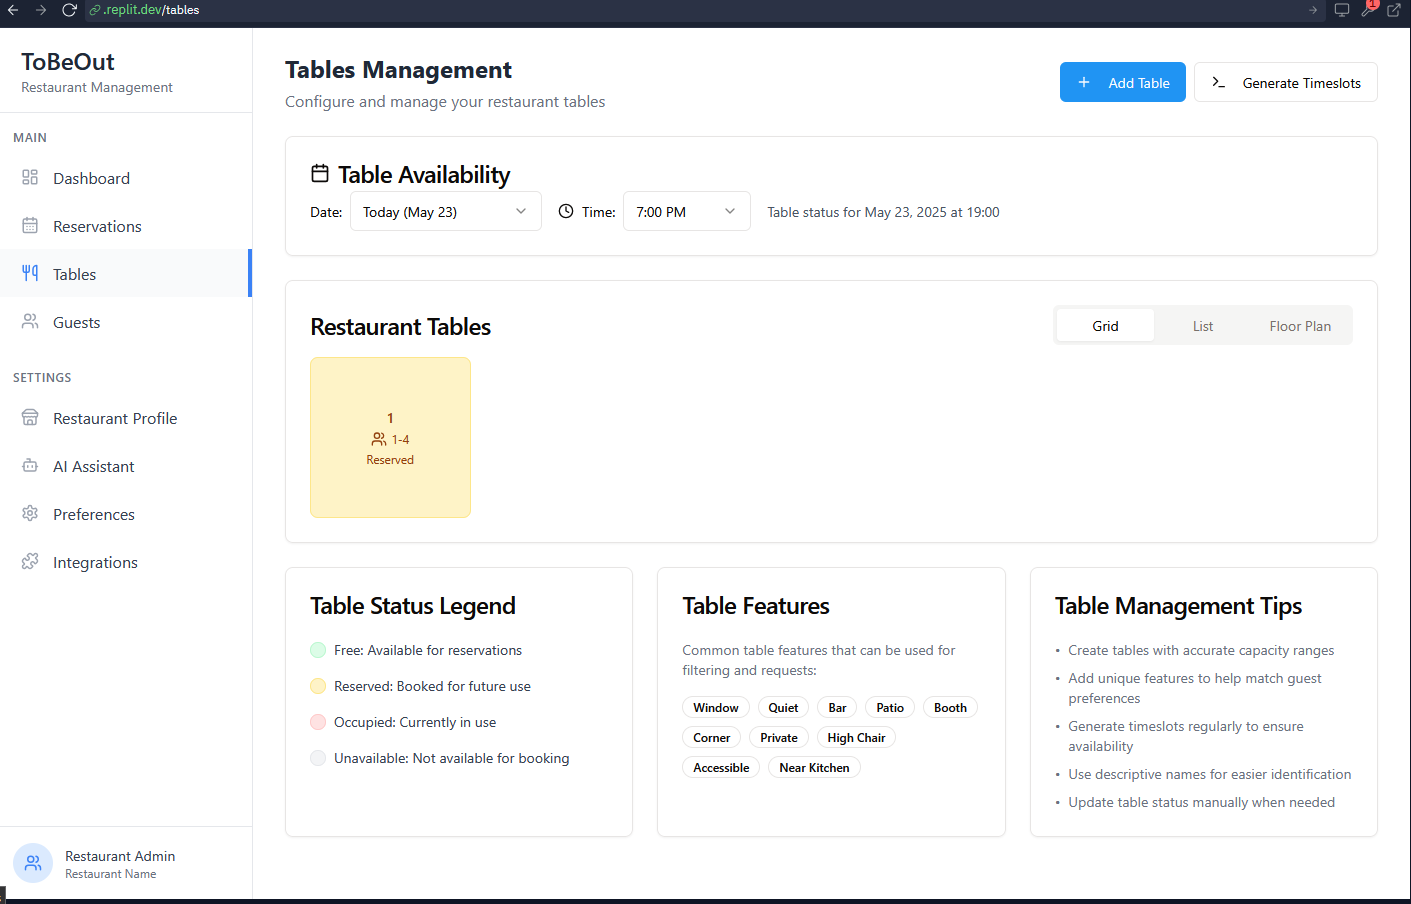 .replit.dev/tables
1
ToBeOut
Restaurant Management
MAIN
Dashboard
Reservations
Tables
Guests
SETTINGS
Restaurant Profile
AI Assistant
Preferences
Integrations
Restaurant Admin
Restaurant Name
Tables Management
Configure and manage your restaurant tables
Add Table
Generate Timeslots
Table Availability
Date: Today (May 23) Time: 7:00 PM Table status for May 23, 2025 at 19:00
Restaurant Tables
Grid List Floor Plan
1
1-4
Reserved
Table Status Legend
Free: Available for reservations
Reserved: Booked for future use
Occupied: Currently in use
Unavailable: Not available for booking
Table Features
Common table features that can be used for
filtering and requests:
Window Quiet Bar Patio Booth
Corner Private High Chair
Accessible Near Kitchen
Table Management Tips
• Create tables with accurate capacity ranges
• Add unique features to help match guest
preferences
• Generate timeslots regularly to ensure
availability
• Use descriptive names for easier identification
• Update table status manually when needed